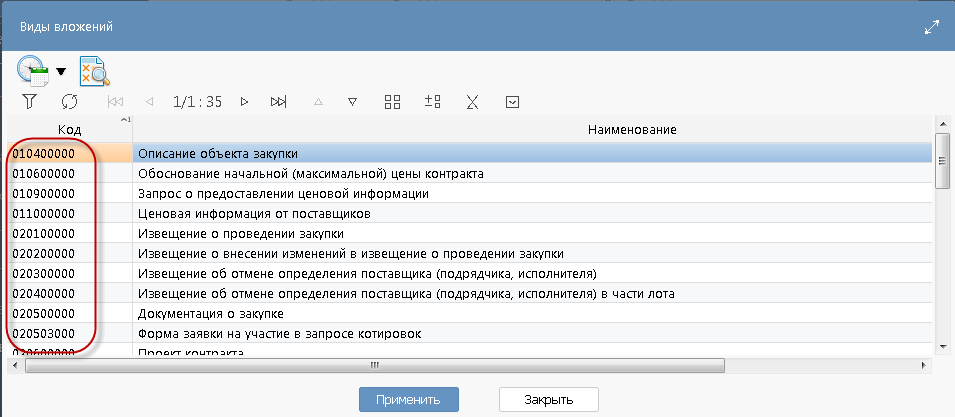 Виды вложений
1/1 : 35
Код
Наименование
010400000 Описание объекта закупки
010600000 Обоснование начальной (максимальной) цены контракта
010900000 Запрос о предоставлении ценовой информации
011000000 Ценовая информация от поставщиков
020100000 Извещение о проведении закупки
020200000 Извещение о внесении изменений в извещение о проведении закупки
020300000 Извещение об отмене определения поставщика (подрядчика, исполнителя)
020400000 Извещение об отмене определения поставщика (подрядчика, исполнителя) в части лота
020500000 Документация о закупке
020503000 Форма заявки на участие в запросе котировок
020600000 Проект контракта
Применить
Закрыть